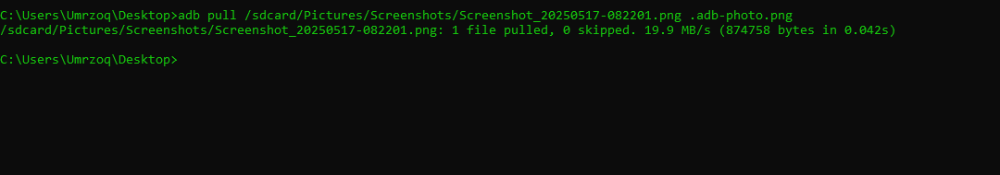 C:\Users\Umrzoq\Desktop>adb pull /sdcard/Pictures/Screenshots/Screenshot_20250517-082201.png .adb-photo.png
/sdcard/Pictures/Screenshots/Screenshot_20250517-082201.png: 1 file pulled, 0 skipped. 19.9 MB/s (874758 bytes in 0.042s)
C:\Users\Umrzoq\Desktop>